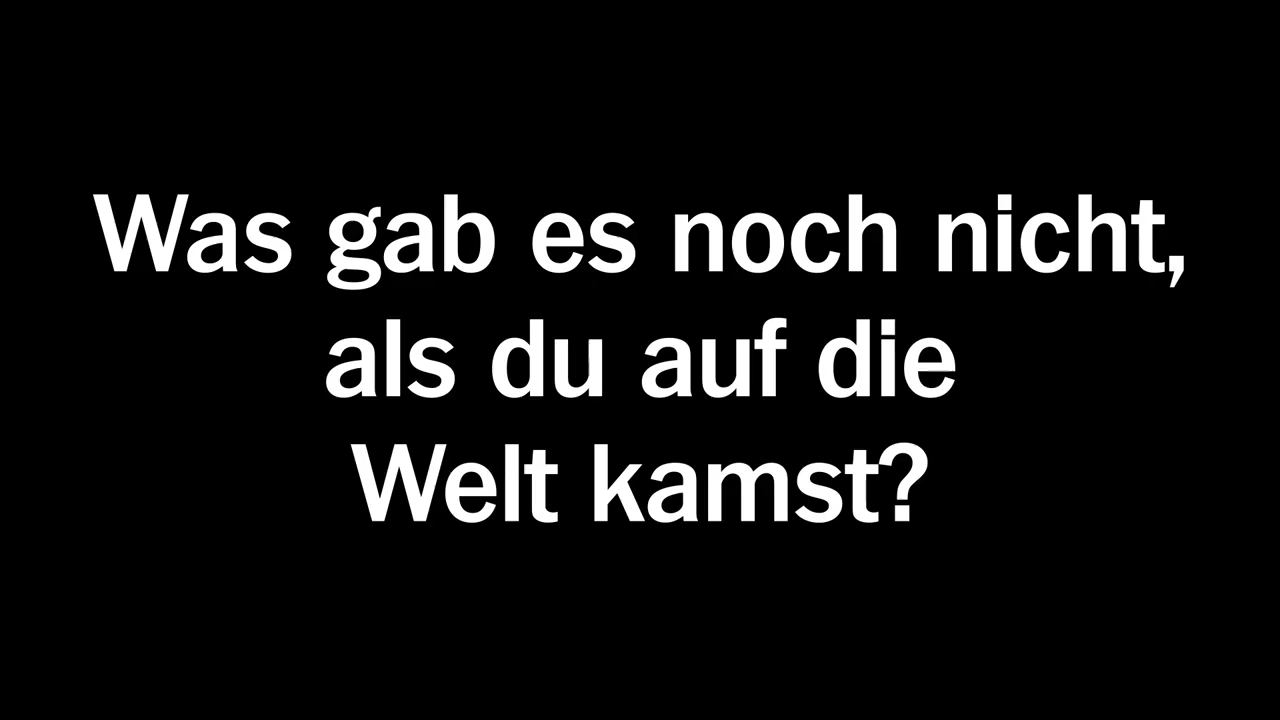 Was gab es noch nicht,
als du auf die
Welt kamst?